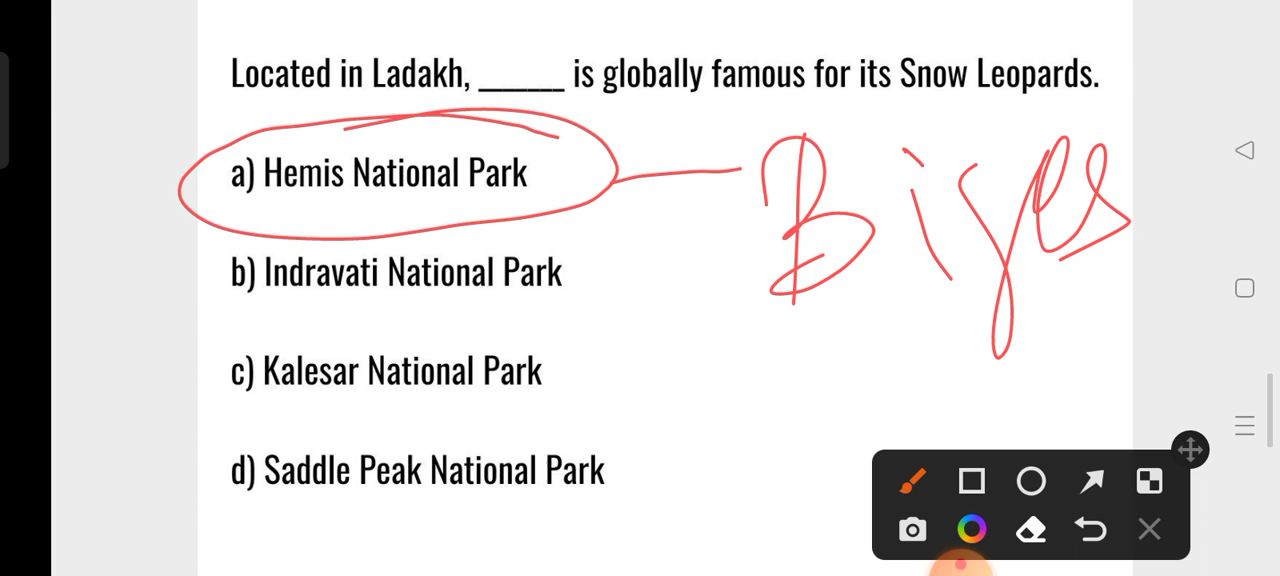 Located in Ladakh, ______ is globally famous for its Snow Leopards.
a) Hemis National Park
b) Indravati National Park
c) Kalesar National Park
d) Saddle Peak National Park